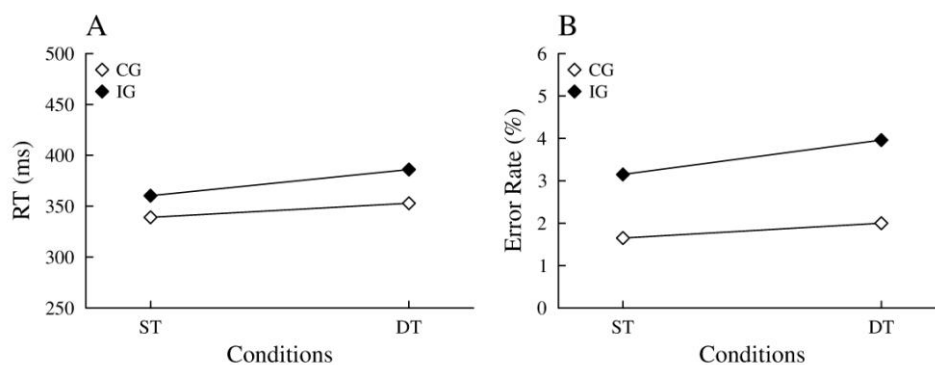 A
500
450
400
350
300
250
RT (ms)
CG
IG
ST
DT
Conditions
B
6
5
4
3
2
1
0
Error Rate (%)
CG
IG
ST
DT
Conditions